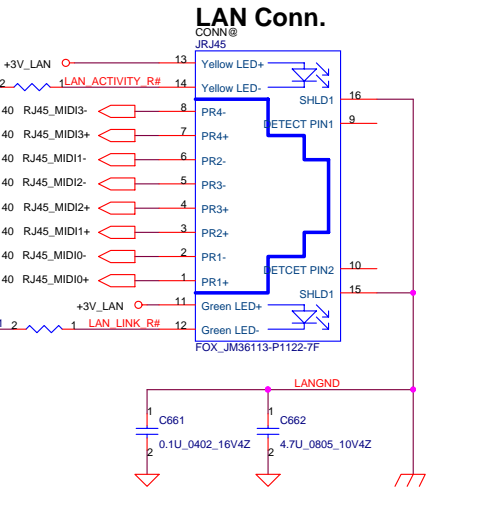 LAN Conn.
CONN@
JRJ45
+3V_LAN 13 Yellow LED+
2 1 LAN_ACTIVITY_R# 14 Yellow LED-
SHLD1 16
40 RJ45_MIDI3- 8 PR4-
DETECT PIN1 9
40 RJ45_MIDI3+ 7 PR4+
40 RJ45_MIDI1- 6 PR2-
40 RJ45_MIDI2- 5 PR3-
40 RJ45_MIDI2+ 4 PR3+
40 RJ45_MIDI1+ 3 PR2+
40 RJ45_MIDI0- 2 PR1-
DETCET PIN2 10
40 RJ45_MIDI0+ 1 PR1+
SHLD1 15
+3V_LAN 11 Green LED+
1 2 1 LAN_LINK_R# 12 Green LED-
FOX_JM36113-P1122-7F
LANGND
1 C661 1 C662
0.1U_0402_16V4Z 4.7U_0805_10V4Z
2 2